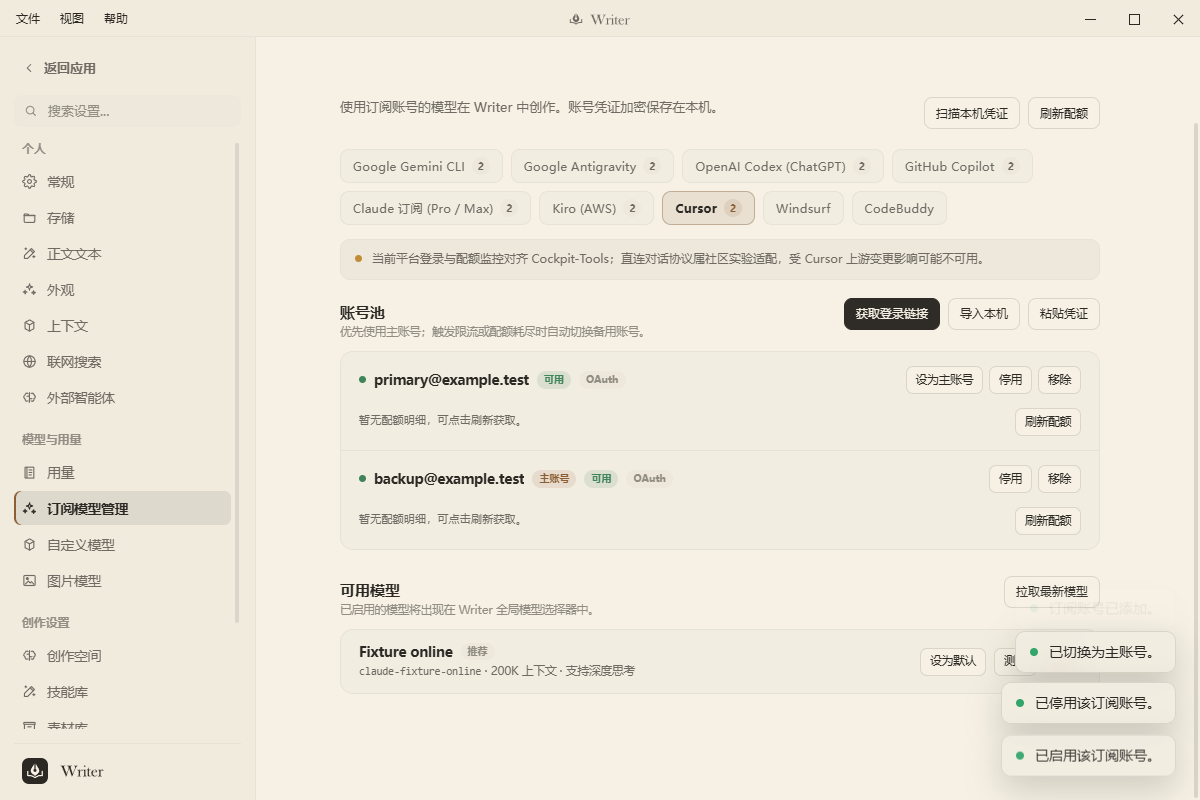 文件 视图 帮助
Writer
返回应用
搜索设置...
个人
常规
存储
正文文本
外观
上下文
联网搜索
外部智能体
模型与用量
用量
订阅模型管理
自定义模型
图片模型
创作设置
创作空间
技能库
素材库
Writer
使用订阅账号的模型在 Writer 中创作。账号凭证加密保存在本机。
扫描本机凭证 刷新配额
Google Gemini CLI 2 Google Antigravity 2 OpenAI Codex (ChatGPT) 2 GitHub Copilot 2
Claude 订阅 (Pro / Max) 2 Kiro (AWS) 2 Cursor 2 Windsurf CodeBuddy
当前平台登录与配额监控对齐 Cockpit-Tools；直连对话协议属社区实验适配，受 Cursor 上游变更影响可能不可用。
账号池
优先使用主账号；触发限流或配额耗尽时自动切换备用账号。
获取登录链接 导入本机 粘贴凭证
primary@example.test 可用 OAuth 设为主账号 停用 移除
暂无配额明细，可点击刷新获取。 刷新配额
backup@example.test 主账号 可用 OAuth 停用 移除
暂无配额明细，可点击刷新获取。 刷新配额
可用模型
已启用的模型将出现在 Writer 全局模型选择器中。
拉取最新模型
订阅账号已添加。
Fixture online 推荐
claude-fixture-online · 200K 上下文 · 支持深度思考
设为默认 测
已切换为主账号。
已停用该订阅账号。
已启用该订阅账号。